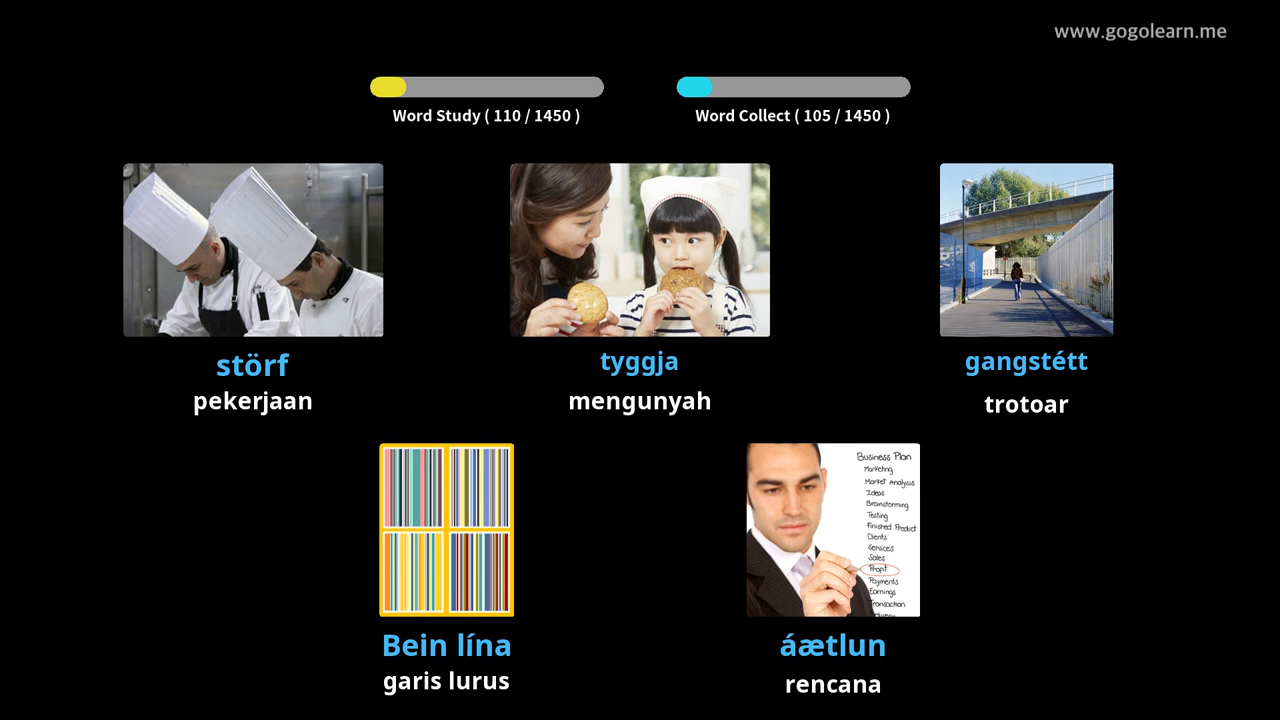 www.gogolearn.me
Word Study ( 110 / 1450 )
Word Collect ( 105 / 1450 )
störf
pekerjaan
tyggja
mengunyah
gangstétt
trotoar
Business Plan
Marketing
Market Analysis
Ideas
Brainstorming
Testing
Finished Product
Clients
Services
Sales
Profit
Payments
Earnings
Transaction
Bein lína
garis lurus
áætlun
rencana